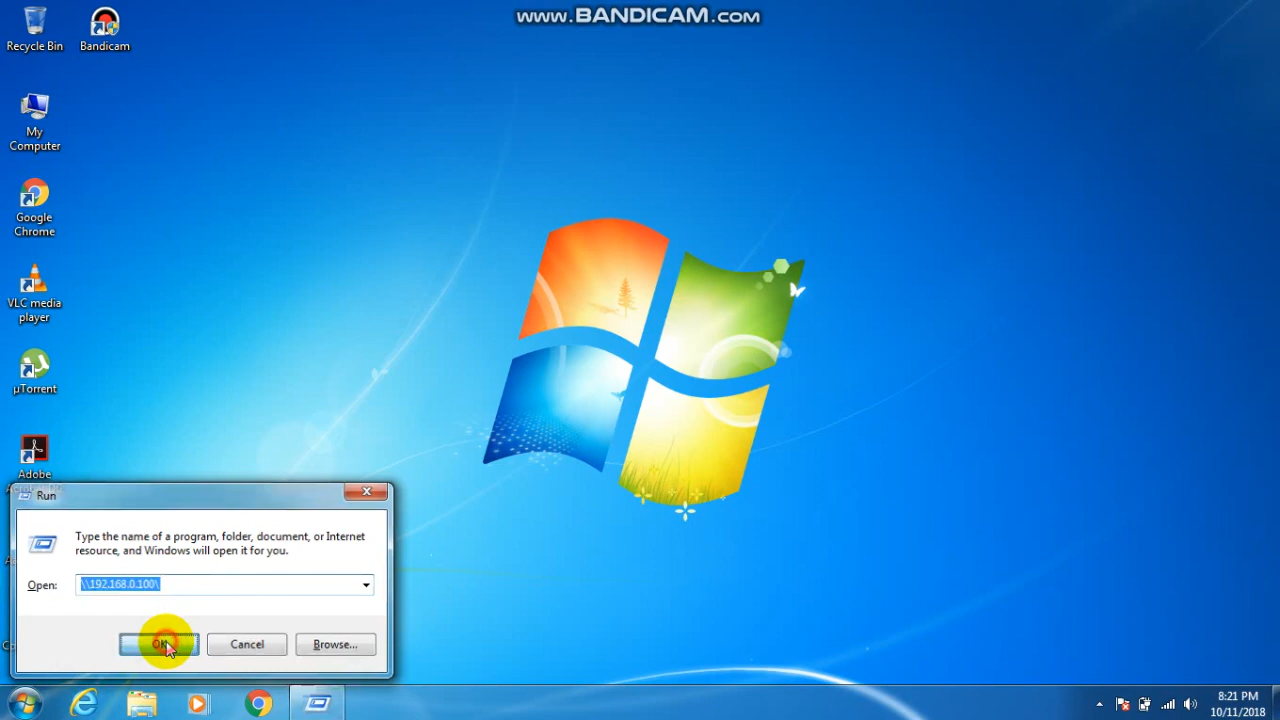 www.BANDICAM.com
Recycle Bin
Bandicam
My
Computer
Google
Chrome
VLC media
player
µTorrent
Adobe
Run
Type the name of a program, folder, document, or Internet
resource, and Windows will open it for you.
Open:
\\192.168.0.100\
OK
Cancel
Browse...
8:21 PM
10/11/2018